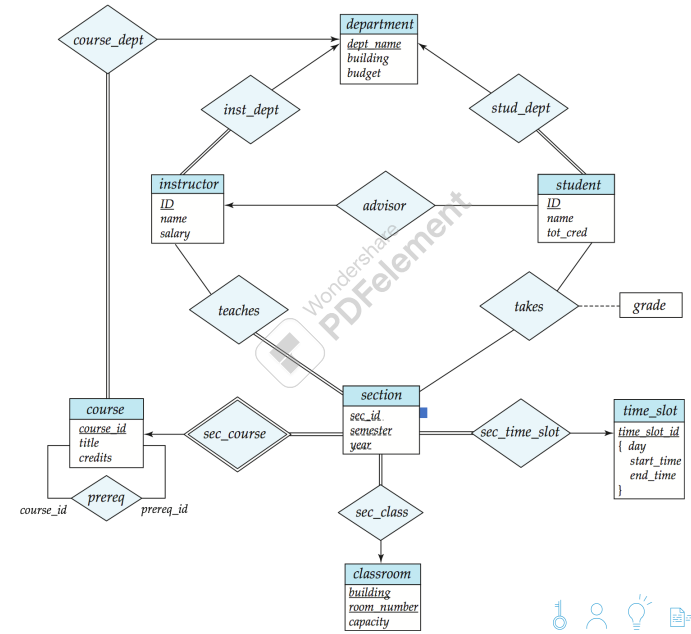 department
course_dept
dept_name
building
budget
inst_dept
stud_dept
instructor
ID
name
salary
advisor
student
ID
name
tot_cred
Wondershare
PDFelement
teaches
takes
grade
section
sec_id
semester
year
course
course_id
title
credits
sec_course
sec_time_slot
time_slot
time_slot_id
{ day
start_time
end_time
}
prereq
course_id
prereq_id
sec_class
classroom
building
room_number
capacity